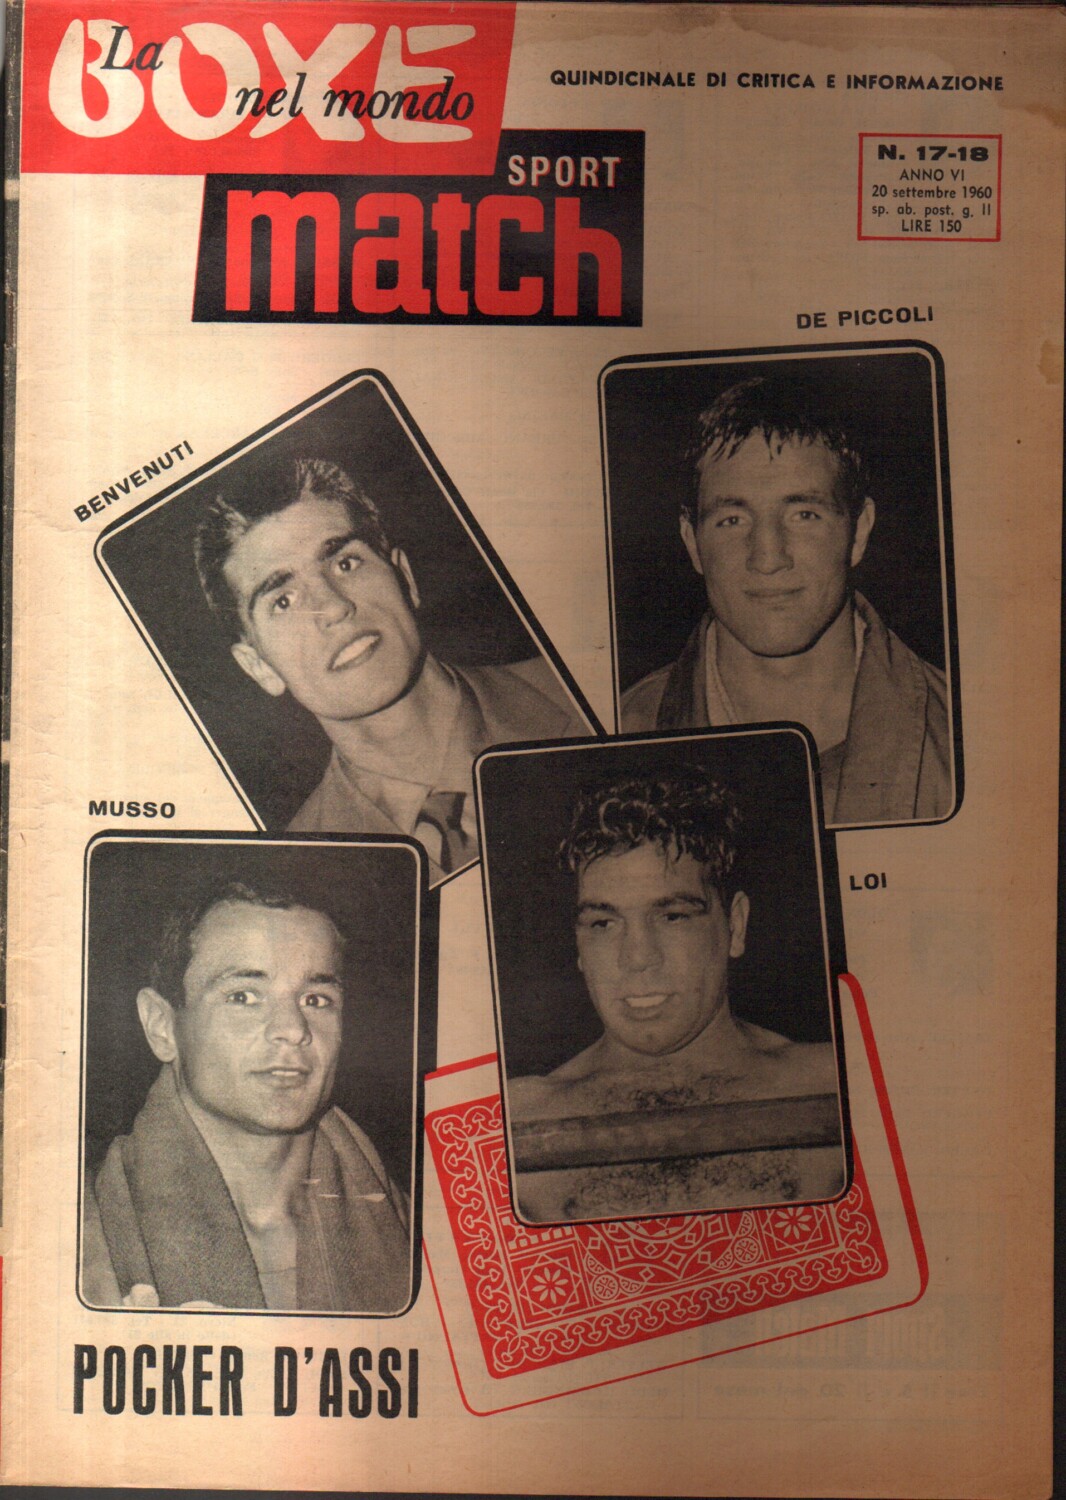 La
BOXE
nel mondo
QUINDICINALE DI CRITICA E INFORMAZIONE
SPORT
match
N. 17-18
ANNO VI
20 settembre 1960
sp. ab. post. g. II
LIRE 150
DE PICCOLI
BENVENUTI
MUSSO
LOI
POCKER D'ASSI